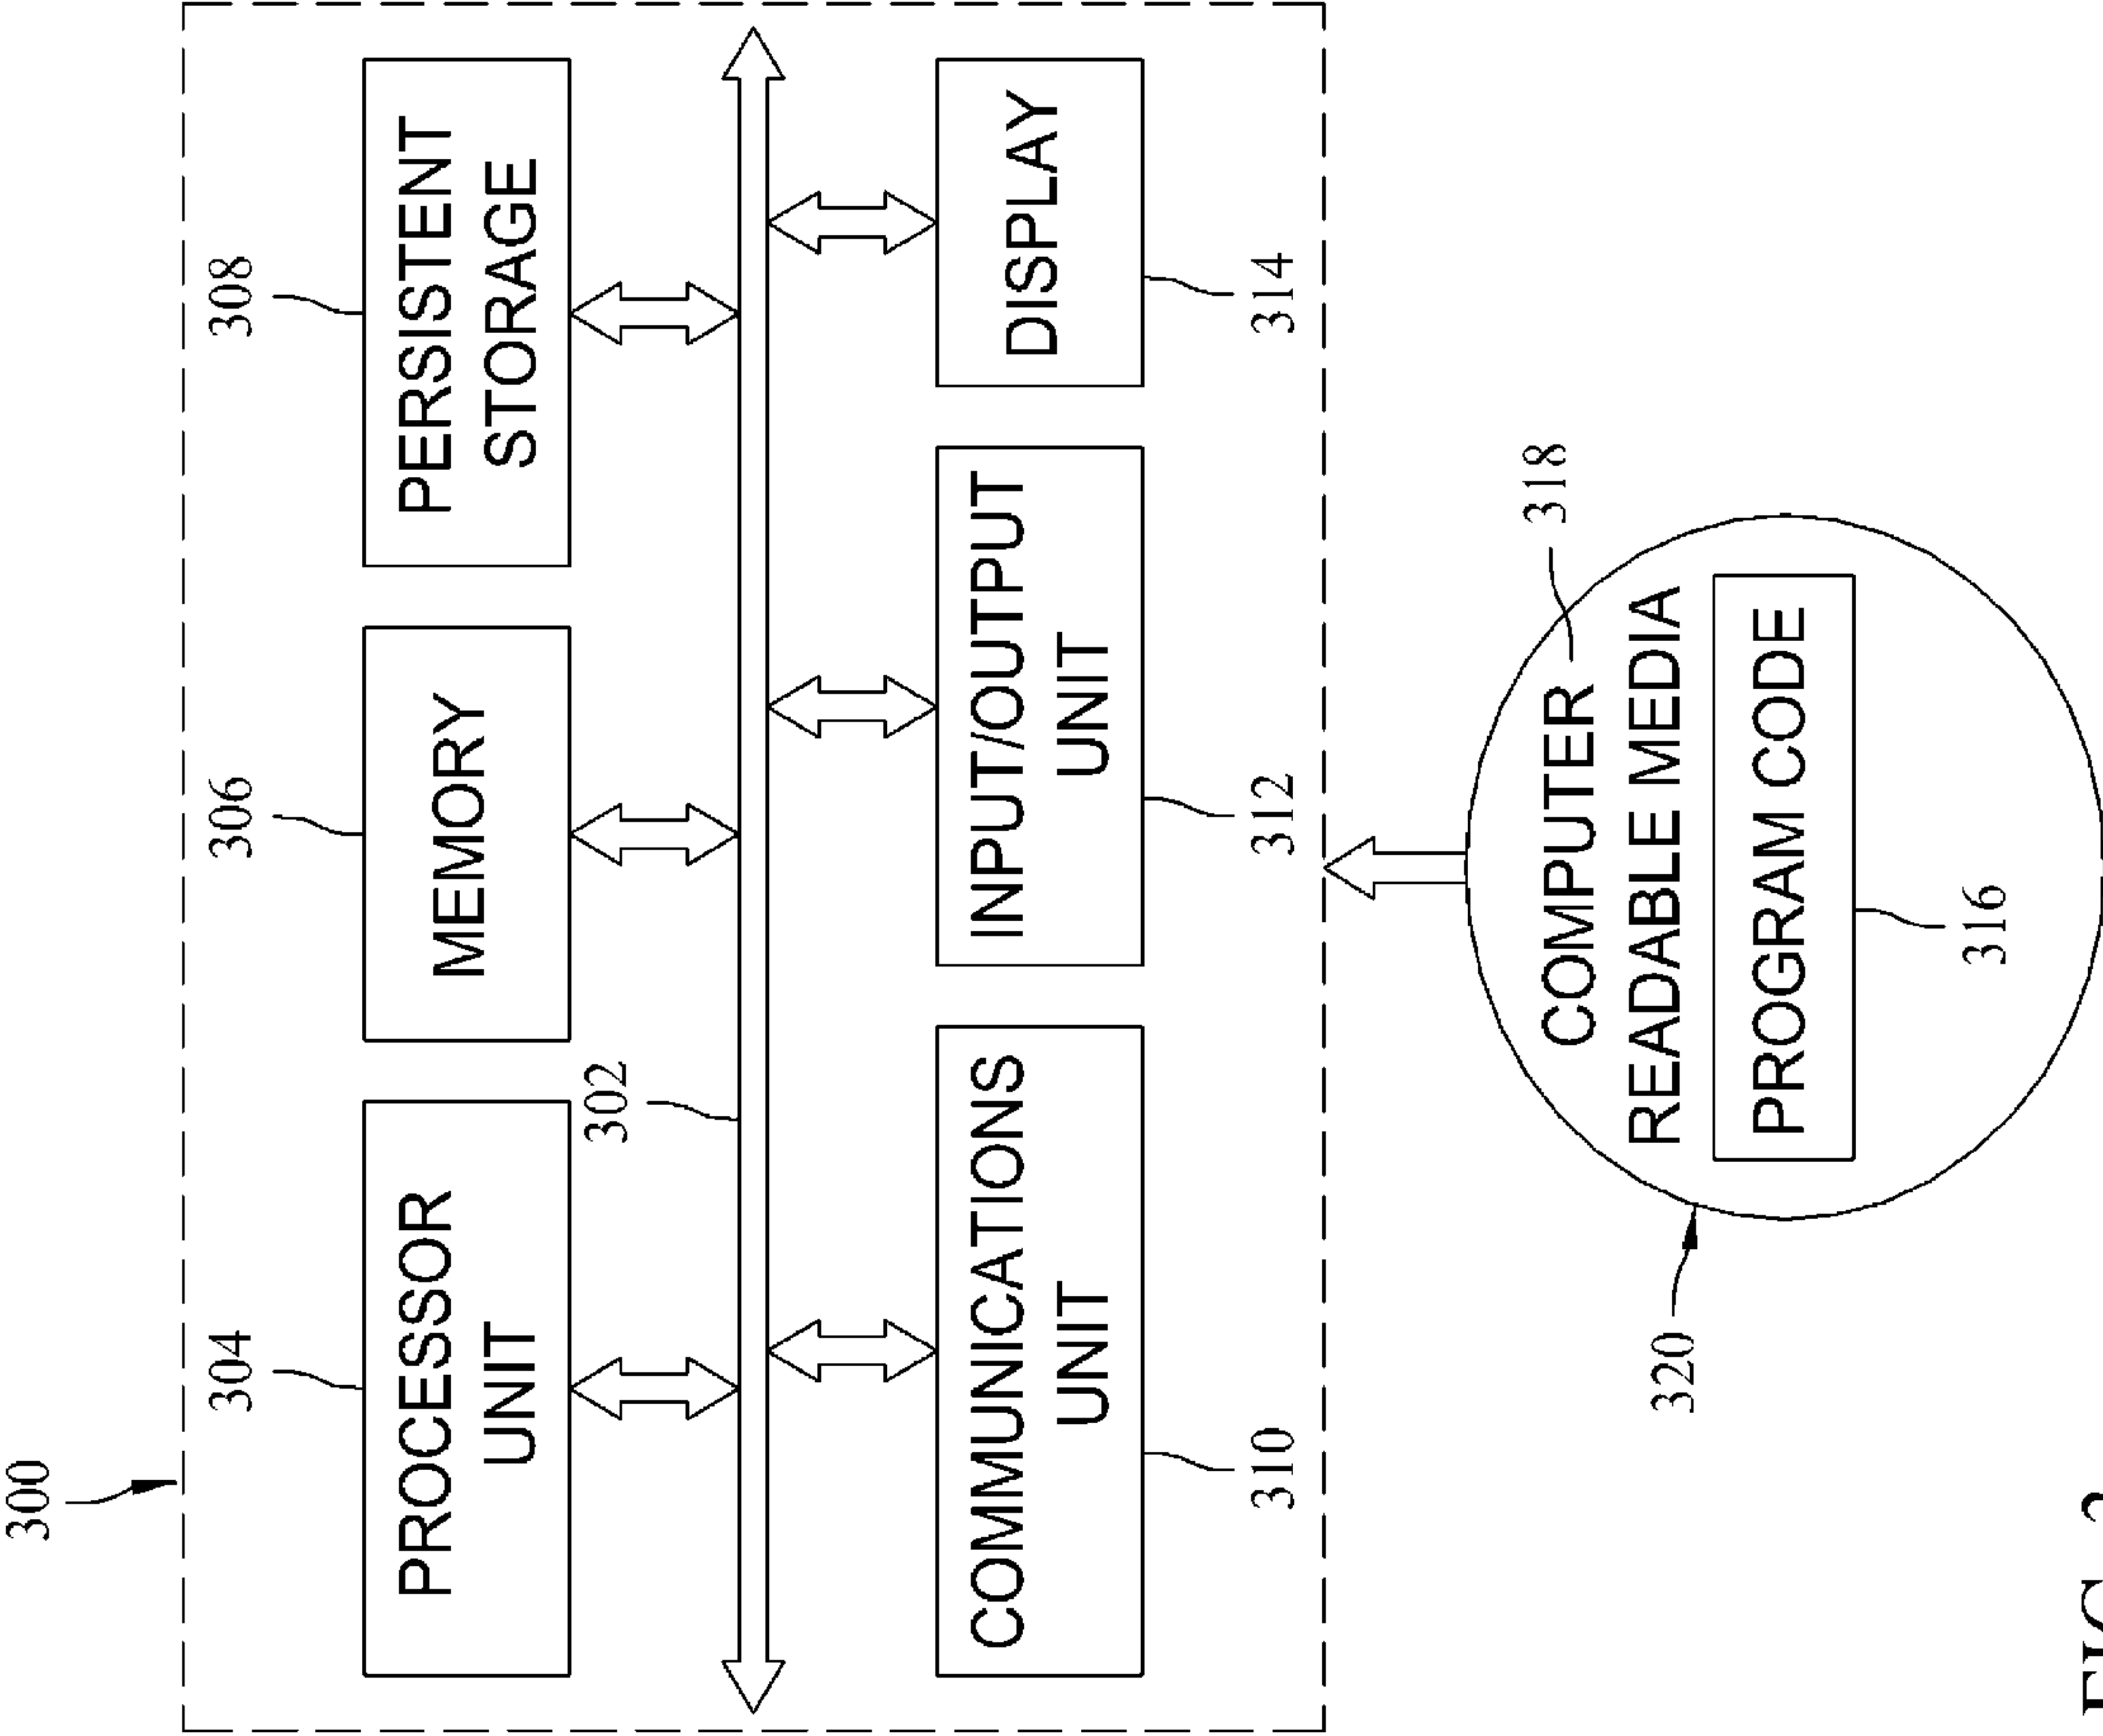 300
304
306
308
PROCESSOR
UNIT
MEMORY
PERSISTENT
STORAGE
302
COMMUNICATIONS
UNIT
INPUT/OUTPUT
UNIT
DISPLAY
310
312
314
318
COMPUTER
READABLE MEDIA
320
PROGRAM CODE
316
FIG.